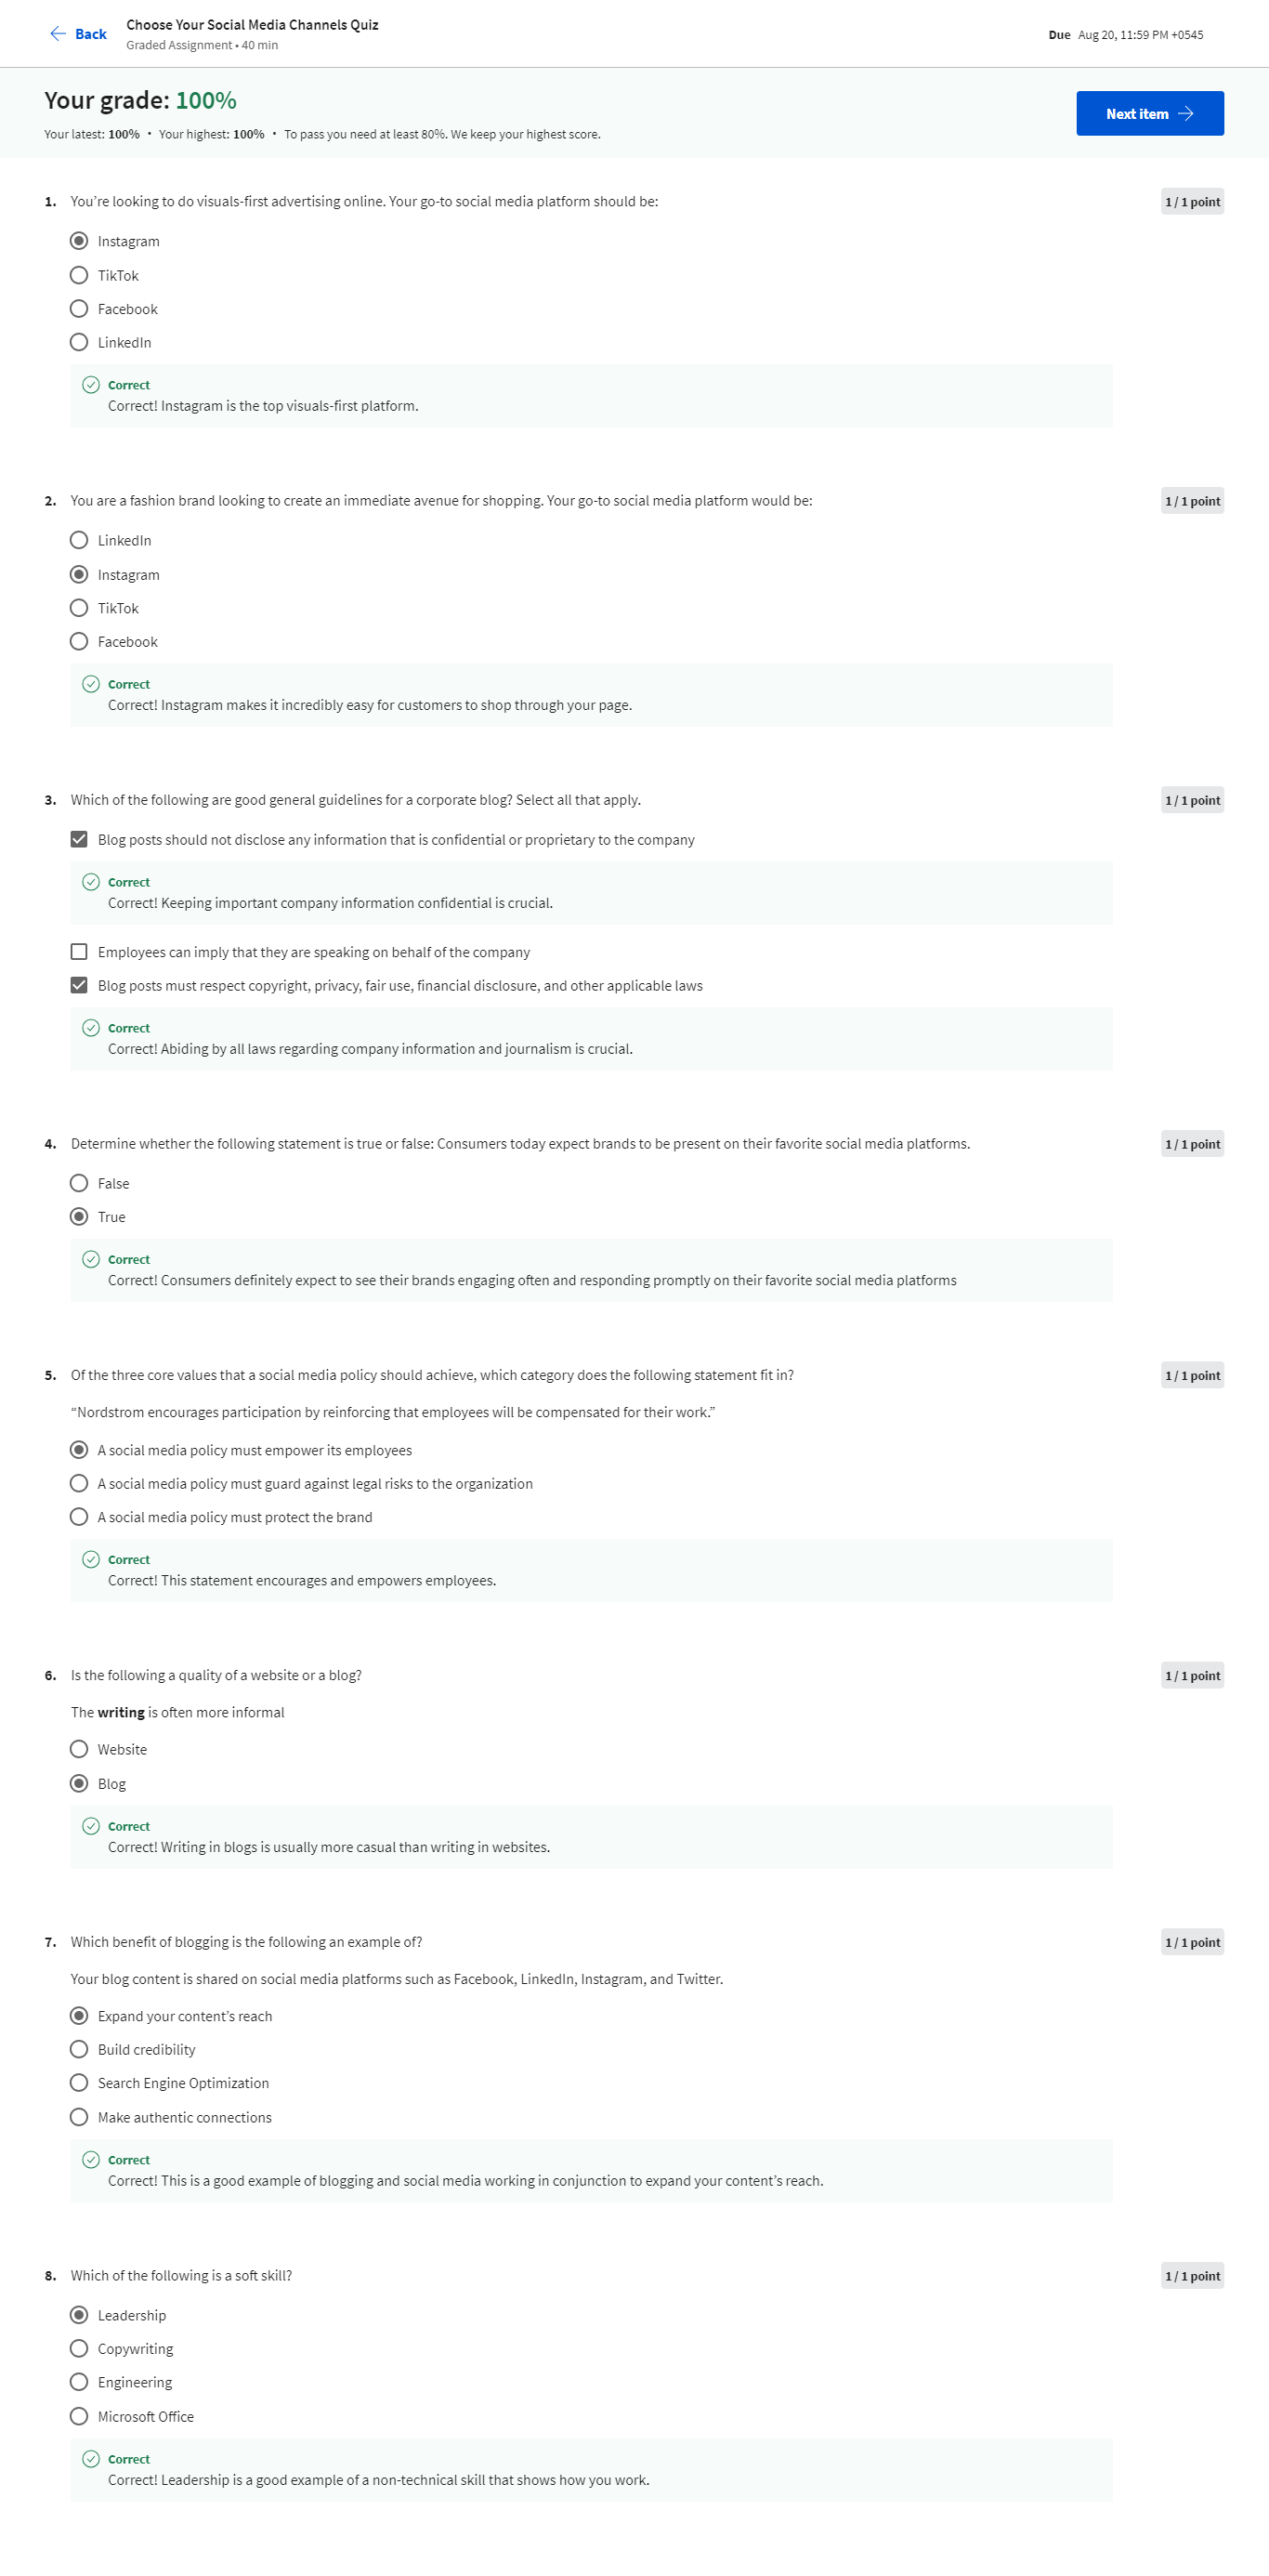 Back
Choose Your Social Media Channels Quiz
Graded Assignment • 40 min
Due Aug 20, 11:59 PM +0545
Your grade: 100%
Your latest: 100% • Your highest: 100% • To pass you need at least 80%. We keep your highest score.
Next item
1. You’re looking to do visuals-first advertising online. Your go-to social media platform should be:
1 / 1 point
Instagram
TikTok
Facebook
LinkedIn
Correct
Correct! Instagram is the top visuals-first platform.
2. You are a fashion brand looking to create an immediate avenue for shopping. Your go-to social media platform would be:
1 / 1 point
LinkedIn
Instagram
TikTok
Facebook
Correct
Correct! Instagram makes it incredibly easy for customers to shop through your page.
3. Which of the following are good general guidelines for a corporate blog? Select all that apply.
1 / 1 point
Blog posts should not disclose any information that is confidential or proprietary to the company
Correct
Correct! Keeping important company information confidential is crucial.
Employees can imply that they are speaking on behalf of the company
Blog posts must respect copyright, privacy, fair use, financial disclosure, and other applicable laws
Correct
Correct! Abiding by all laws regarding company information and journalism is crucial.
4. Determine whether the following statement is true or false: Consumers today expect brands to be present on their favorite social media platforms.
1 / 1 point
False
True
Correct
Correct! Consumers definitely expect to see their brands engaging often and responding promptly on their favorite social media platforms
5. Of the three core values that a social media policy should achieve, which category does the following statement fit in?
1 / 1 point
“Nordstrom encourages participation by reinforcing that employees will be compensated for their work.”
A social media policy must empower its employees
A social media policy must guard against legal risks to the organization
A social media policy must protect the brand
Correct
Correct! This statement encourages and empowers employees.
6. Is the following a quality of a website or a blog?
1 / 1 point
The writing is often more informal
Website
Blog
Correct
Correct! Writing in blogs is usually more casual than writing in websites.
7. Which benefit of blogging is the following an example of?
1 / 1 point
Your blog content is shared on social media platforms such as Facebook, LinkedIn, Instagram, and Twitter.
Expand your content’s reach
Build credibility
Search Engine Optimization
Make authentic connections
Correct
Correct! This is a good example of blogging and social media working in conjunction to expand your content’s reach.
8. Which of the following is a soft skill?
1 / 1 point
Leadership
Copywriting
Engineering
Microsoft Office
Correct
Correct! Leadership is a good example of a non-technical skill that shows how you work.